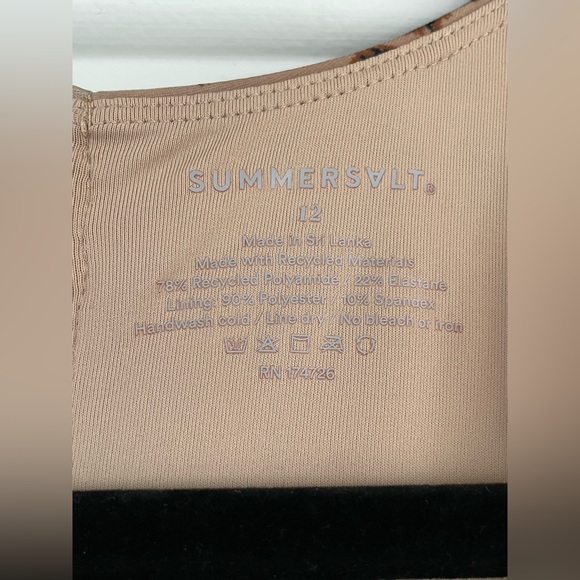 SUMMERSALT®
12
Made in Sri Lanka
Made with Recycled Materials
78% Recycled Polyamide / 22% Elastane
Lining: 90% Polyester / 10% Spandex
Handwash cold / Line dry / No bleach or iron
RN 174726